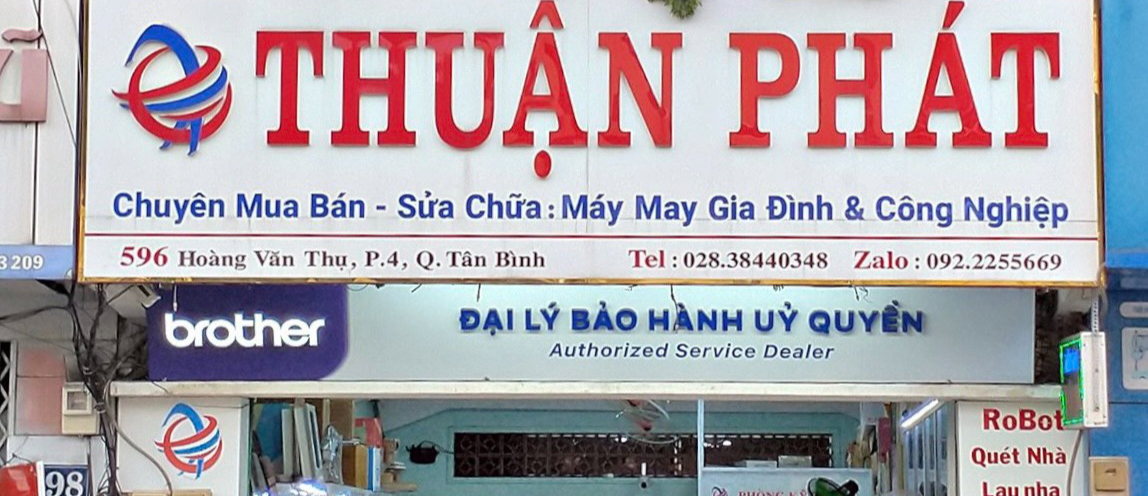 THUẬN PHÁT
Chuyên Mua Bán - Sửa Chữa : Máy May Gia Đình & Công Nghiệp
596 Hoàng Văn Thụ, P.4, Q. Tân Bình Tel : 028.38440348 Zalo : 092.2255669
3 209
brother
ĐẠI LÝ BẢO HÀNH UỶ QUYỀN
Authorized Service Dealer
RoBot
Quét Nhà
Lau nhà
98